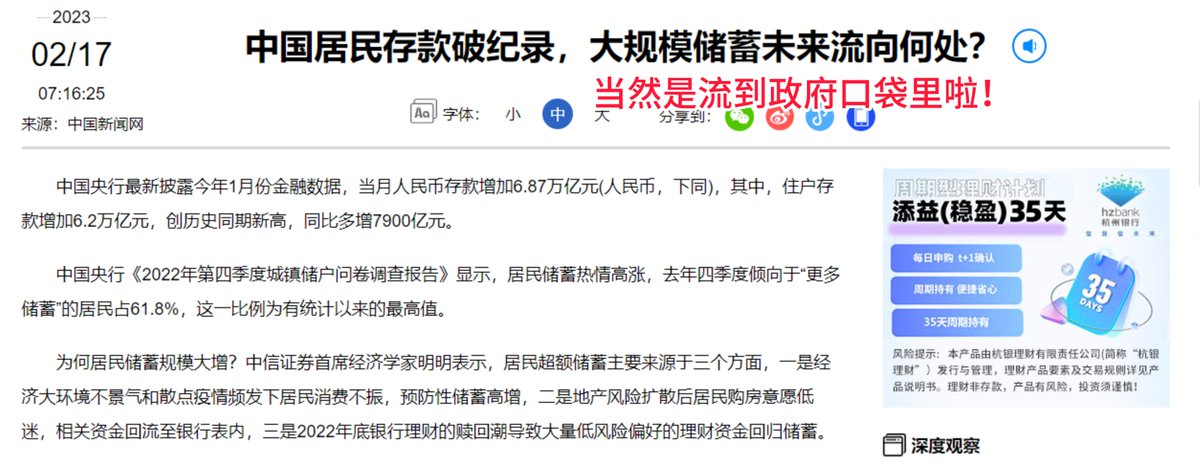 2023
02/17
07:16:25
来源：中国新闻网
中国居民存款破纪录，大规模储蓄未来流向何处？
当然是流到政府口袋里啦！
字体： 小 中 大 分享到：
中国央行最新披露今年1月份金融数据，当月人民币存款增加6.87万亿元(人民币，下同)，其中，住户存
款增加6.2万亿元，创历史同期新高，同比多增7900亿元。
中国央行《2022年第四季度城镇储户问卷调查报告》显示，居民储蓄热情高涨，去年四季度倾向于“更多
储蓄”的居民占61.8%，这一比例为有统计以来的最高值。
为何居民储蓄规模大增？中信证券首席经济学家明明表示，居民超额储蓄主要来源于三个方面，一是经
济大环境不景气和散点疫情频发下居民消费不振，预防性储蓄高增，二是地产风险扩散后居民购房意愿低
迷，相关资金回流至银行表内，三是2022年底银行理财的赎回潮导致大量低风险偏好的理财资金回归储蓄。
周期型理财计划
添益(稳盈)35天
hzbank
杭州银行
信 我 信 未 来
每日申购 t+1确认
周期持有 便捷省心
35天周期持有
35
DAYS
风险提示：本产品由杭银理财有限责任公司(简称“杭银
理财”）发行与管理，理财产品要素及交易规则详见产
品说明书。理财非存款，产品有风险，投资须谨慎！
深度观察